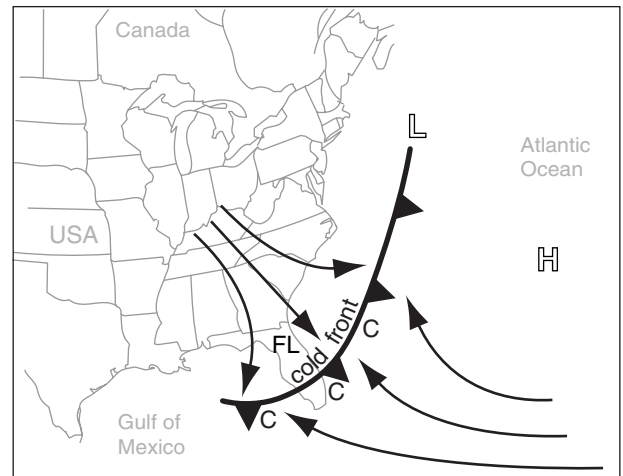 Canada
L
Atlantic
Ocean
USA
H
cold front
C
FL
C
C
Gulf of
Mexico